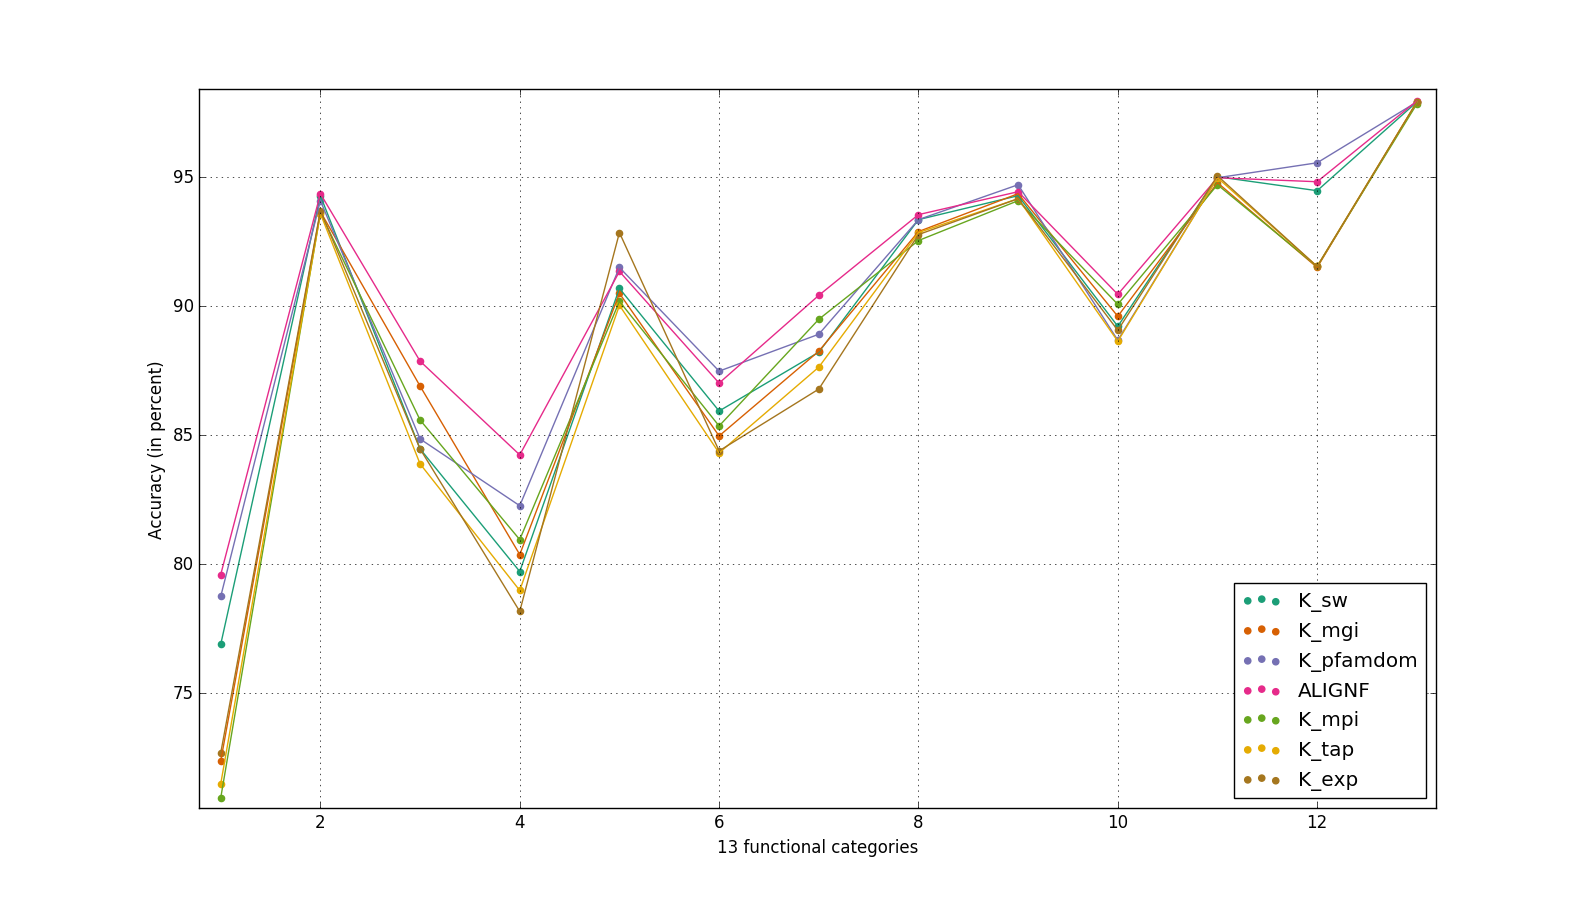 95
90
85
80
75
Accuracy (in percent)
2 4 6 8 10 12
13 functional categories
K_sw
K_mgi
K_pfamdom
ALIGNF
K_mpi
K_tap
K_exp